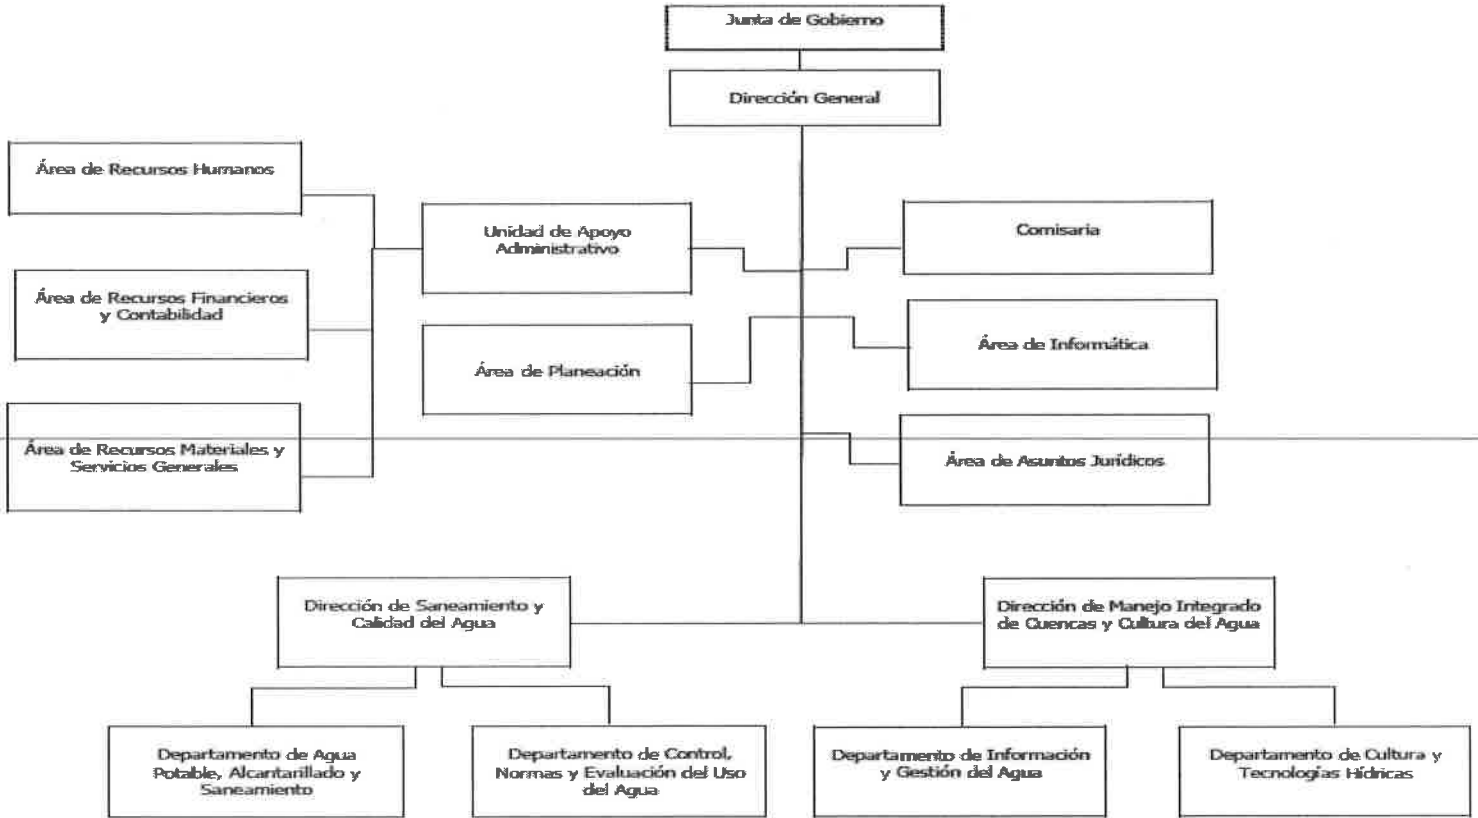 Junta de Gobierno
Dirección General
Área de Recursos Humanos
Unidad de Apoyo
Administrativo
Comisaria
Área de Recursos Financieros
y Contabilidad
Área de Planeación
Área de Informática
Área de Recursos Materiales y
Servicios Generales
Área de Asuntos Jurídicos
Dirección de Saneamiento y
Calidad del Agua
Dirección de Manejo Integrado
de Cuencas y Cultura del Agua
Departamento de Agua
Potable, Alcantarillado y
Saneamiento
Departamento de Control,
Normas y Evaluación del Uso
del Agua
Departamento de Información
y Gestión del Agua
Departamento de Cultura y
Tecnologías Hídricas